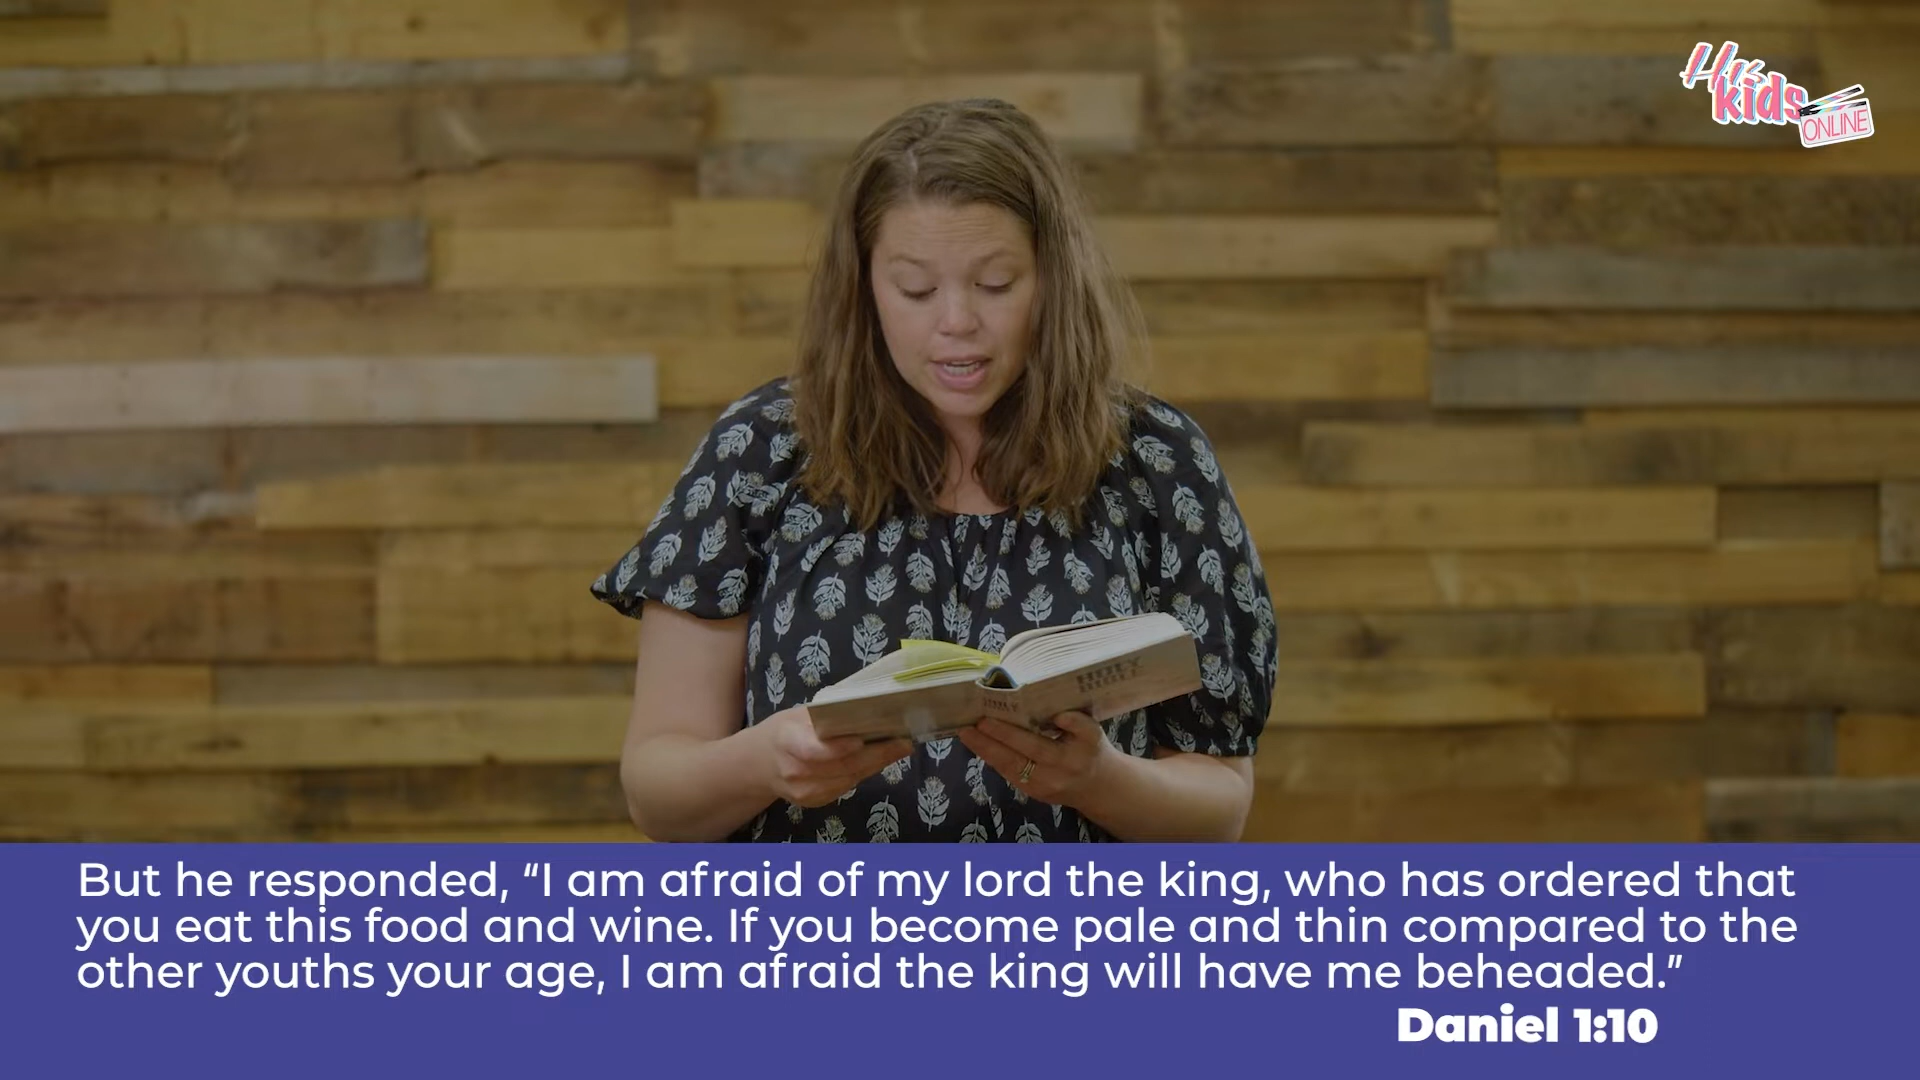 Hk
kids
ONLINE
HOLY
BIBLE
HOLY
But he responded, “I am afraid of my lord the king, who has ordered that
you eat this food and wine. If you become pale and thin compared to the
other youths your age, I am afraid the king will have me beheaded.”
Daniel 1:10